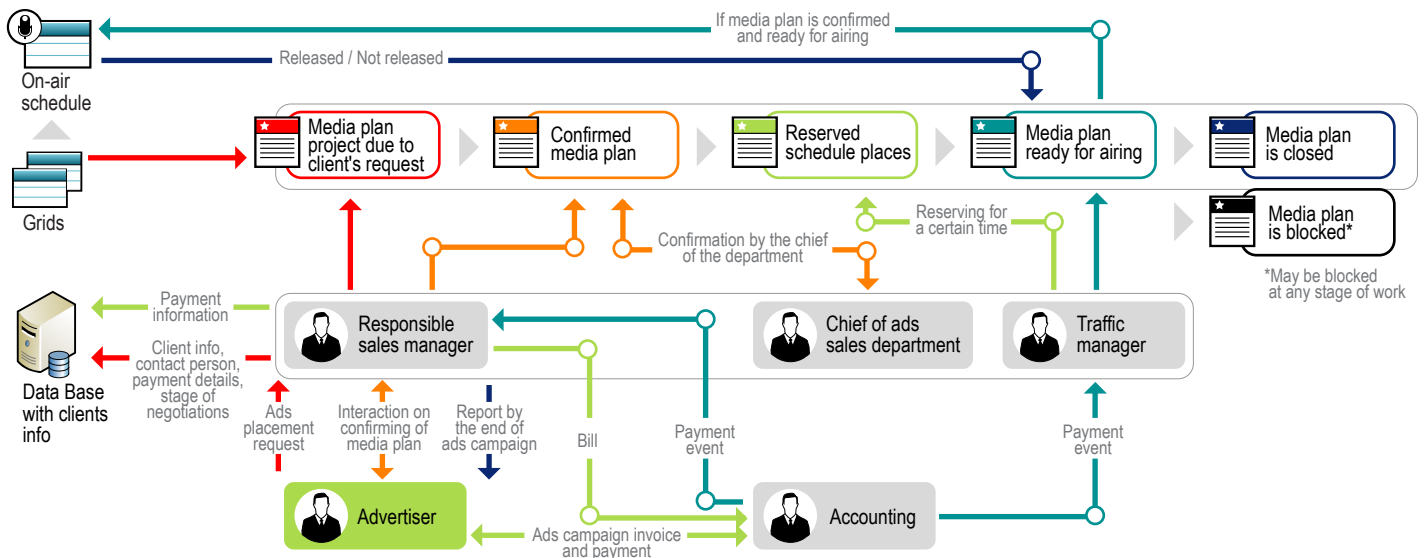 If media plan is confirmed
and ready for airing
Released / Not released
On-air
schedule
Media plan
project due to
client's request
Confirmed
media plan
Reserved
schedule places
Media plan
ready for airing
Media plan
is closed
Grids
Media plan
is blocked*
*May be blocked
at any stage of work
Reserving for
a certain time
Confirmation by the chief
of the department
Payment
information
Responsible
sales manager
Chief of ads
sales department
Traffic
manager
Client info,
contact person,
payment details,
stage of
negotiations
Data Base
with clients
info
Ads
placement
request
Interaction on
confirming of
media plan
Report by
the end of
ads campaign
Bill
Payment
event
Payment
event
Advertiser
Accounting
Ads campaign invoice
and payment